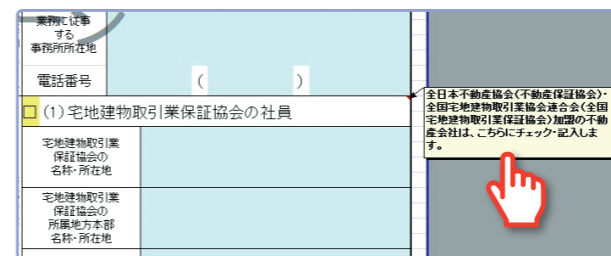 業務に従事
する
事務所所在地
電話番号
(          )
□ (1) 宅地建物取引業保証協会の社員
全日本不動産協会(不動産保証協会)・
全国宅地建物取引業協会連合会(全国
宅地建物取引業保証協会)加盟の不動
産会社は、こちらにチェック・記入しま
す。
宅地建物取引業
保証協会の
名称・所在地
宅地建物取引業
保証協会の
所属地方本部
名称・所在地